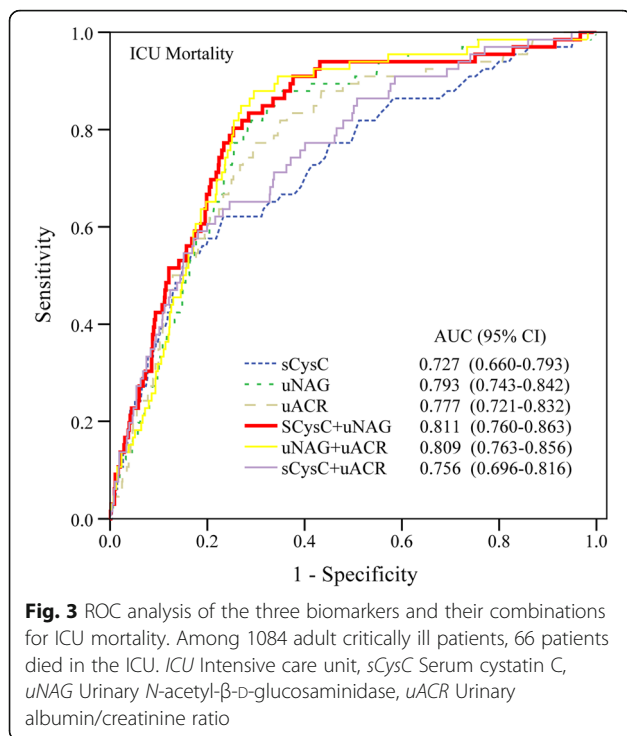 ICU Mortality
1.0
0.8
0.6
0.4
0.2
0.0
Sensitivity
AUC (95% CI)
sCysC 0.727 (0.660-0.793)
uNAG 0.793 (0.743-0.842)
uACR 0.777 (0.721-0.832)
SCysC+uNAG 0.811 (0.760-0.863)
uNAG+uACR 0.809 (0.763-0.856)
sCysC+uACR 0.756 (0.696-0.816)
0.0 0.2 0.4 0.6 0.8 1.0
1 - Specificity
Fig. 3 ROC analysis of the three biomarkers and their combinations
for ICU mortality. Among 1084 adult critically ill patients, 66 patients
died in the ICU. ICU Intensive care unit, sCysC Serum cystatin C,
uNAG Urinary N-acetyl-β-D-glucosaminidase, uACR Urinary
albumin/creatinine ratio